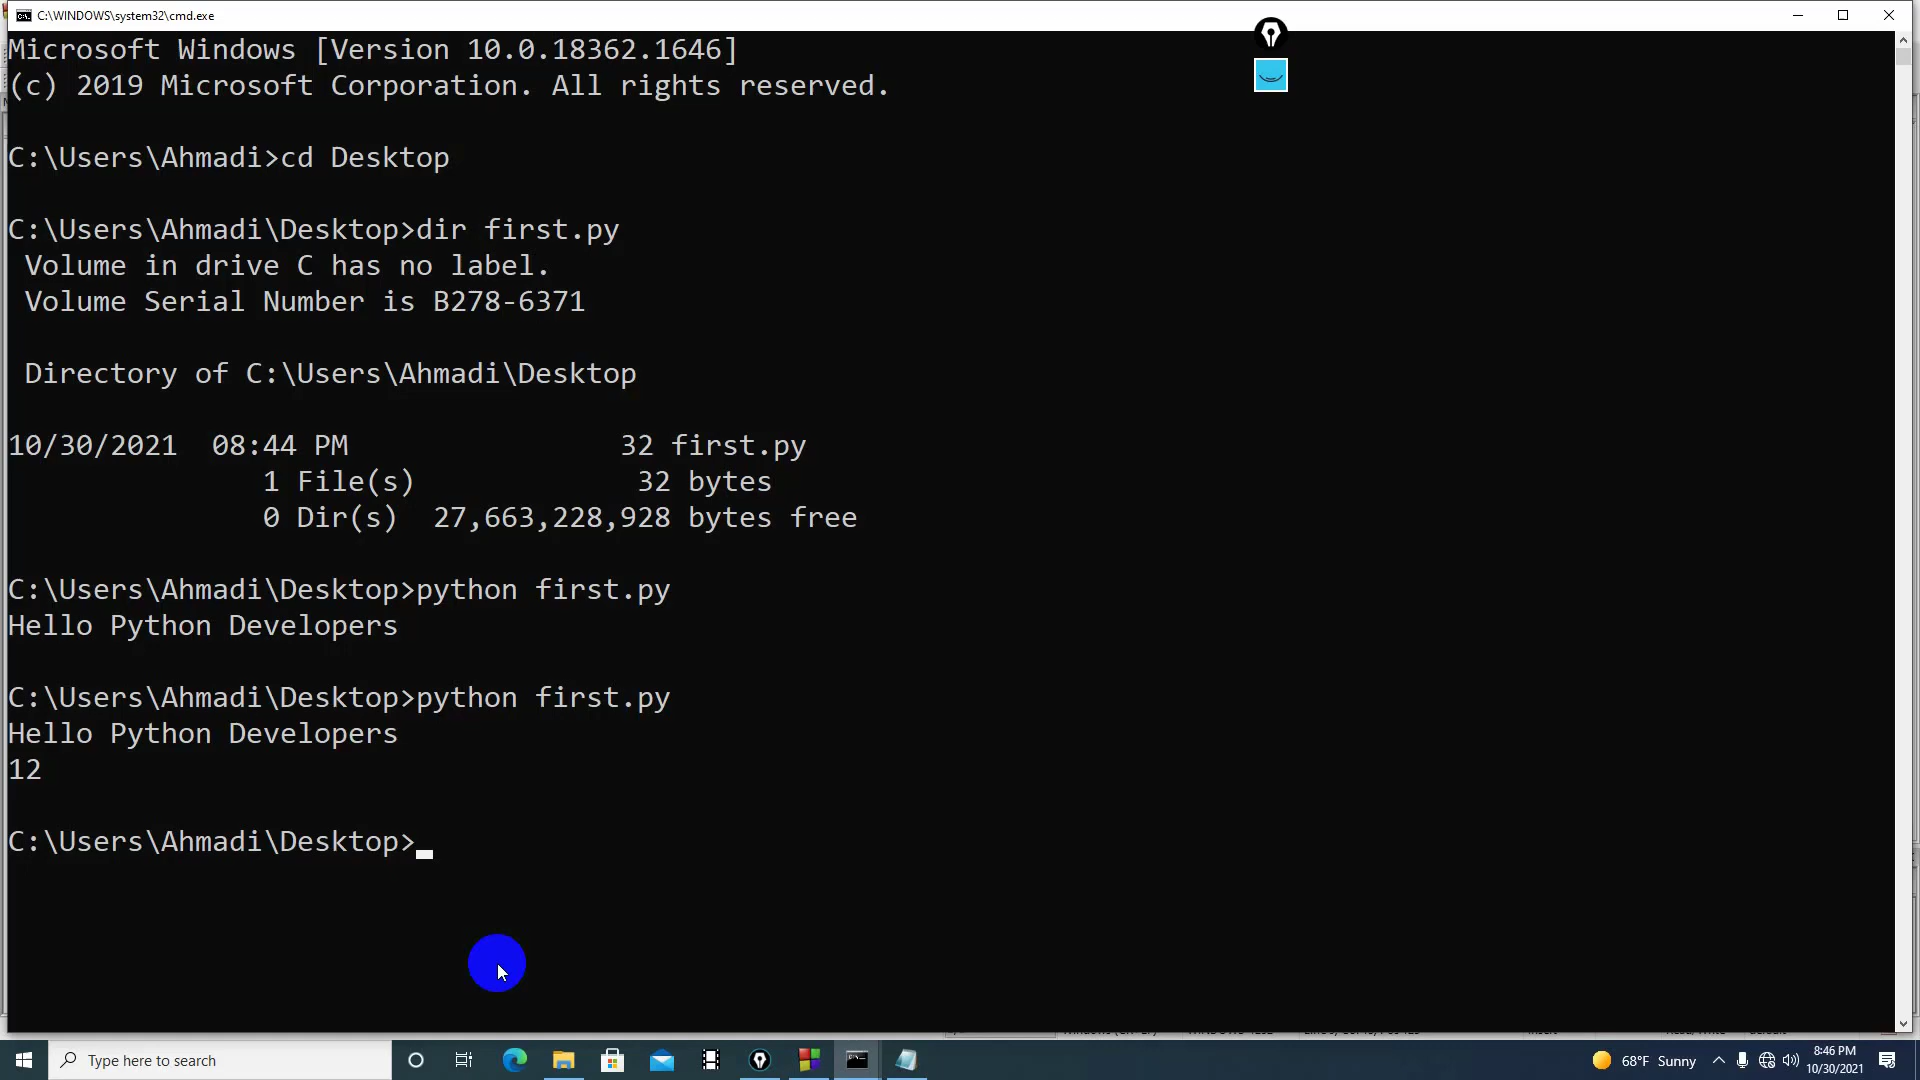 C:\WINDOWS\system32\cmd.exe
Microsoft Windows [Version 10.0.18362.1646]
(c) 2019 Microsoft Corporation. All rights reserved.
C:\Users\Ahmadi>cd Desktop
C:\Users\Ahmadi\Desktop>dir first.py
Volume in drive C has no label.
Volume Serial Number is B278-6371
Directory of C:\Users\Ahmadi\Desktop
10/30/2021  08:44 PM                32 first.py
1 File(s)             32 bytes
0 Dir(s)  27,663,228,928 bytes free
C:\Users\Ahmadi\Desktop>python first.py
Hello Python Developers
C:\Users\Ahmadi\Desktop>python first.py
Hello Python Developers
12
C:\Users\Ahmadi\Desktop>
Type here to search
68°F Sunny
8:46 PM
10/30/2021